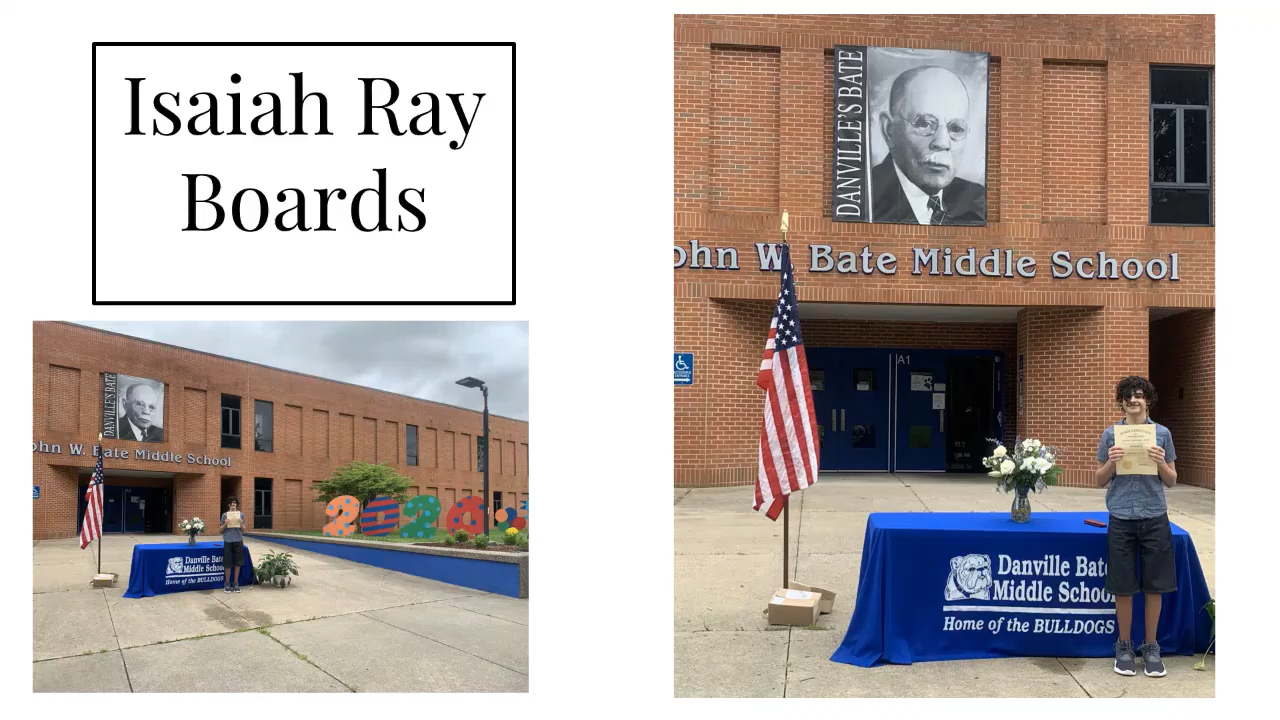 Isaiah Ray
Boards
DANVILLE'S BATE
ohn W. Bate Middle School
2020
Danville Bate
Middle School
Home of the BULLDOGS
DANVILLE'S BATE
ohn W. Bate Middle School
A1
Danville Bate
Middle School
Home of the BULLDOGS